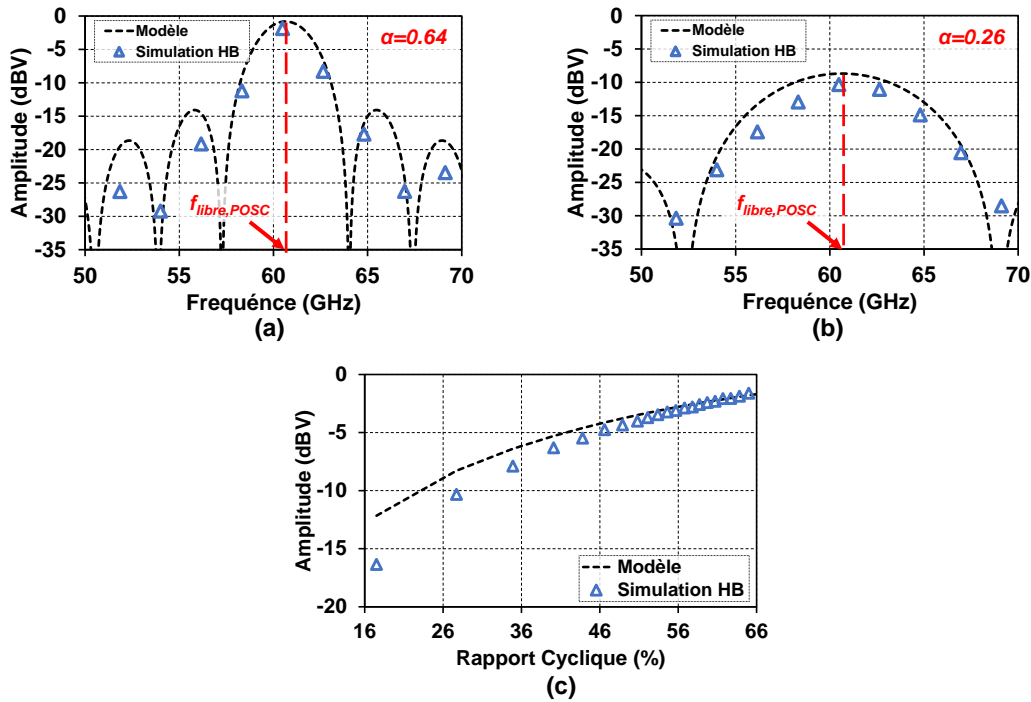 Modèle
Simulation HB
α=0.64
Amplitude (dBV)
0
-5
-10
-15
-20
-25
-30
-35
f_libre,POSC
50 55 60 65 70
Frequénce (GHz)
(a)
Modèle
Simulation HB
α=0.26
Amplitude (dBV)
0
-5
-10
-15
-20
-25
-30
-35
f_libre,POSC
50 55 60 65 70
Frequénce (GHz)
(b)
Amplitude (dBV)
0
-5
-10
-15
-20
Modèle
Simulation HB
16 26 36 46 56 66
Rapport Cyclique (%)
(c)